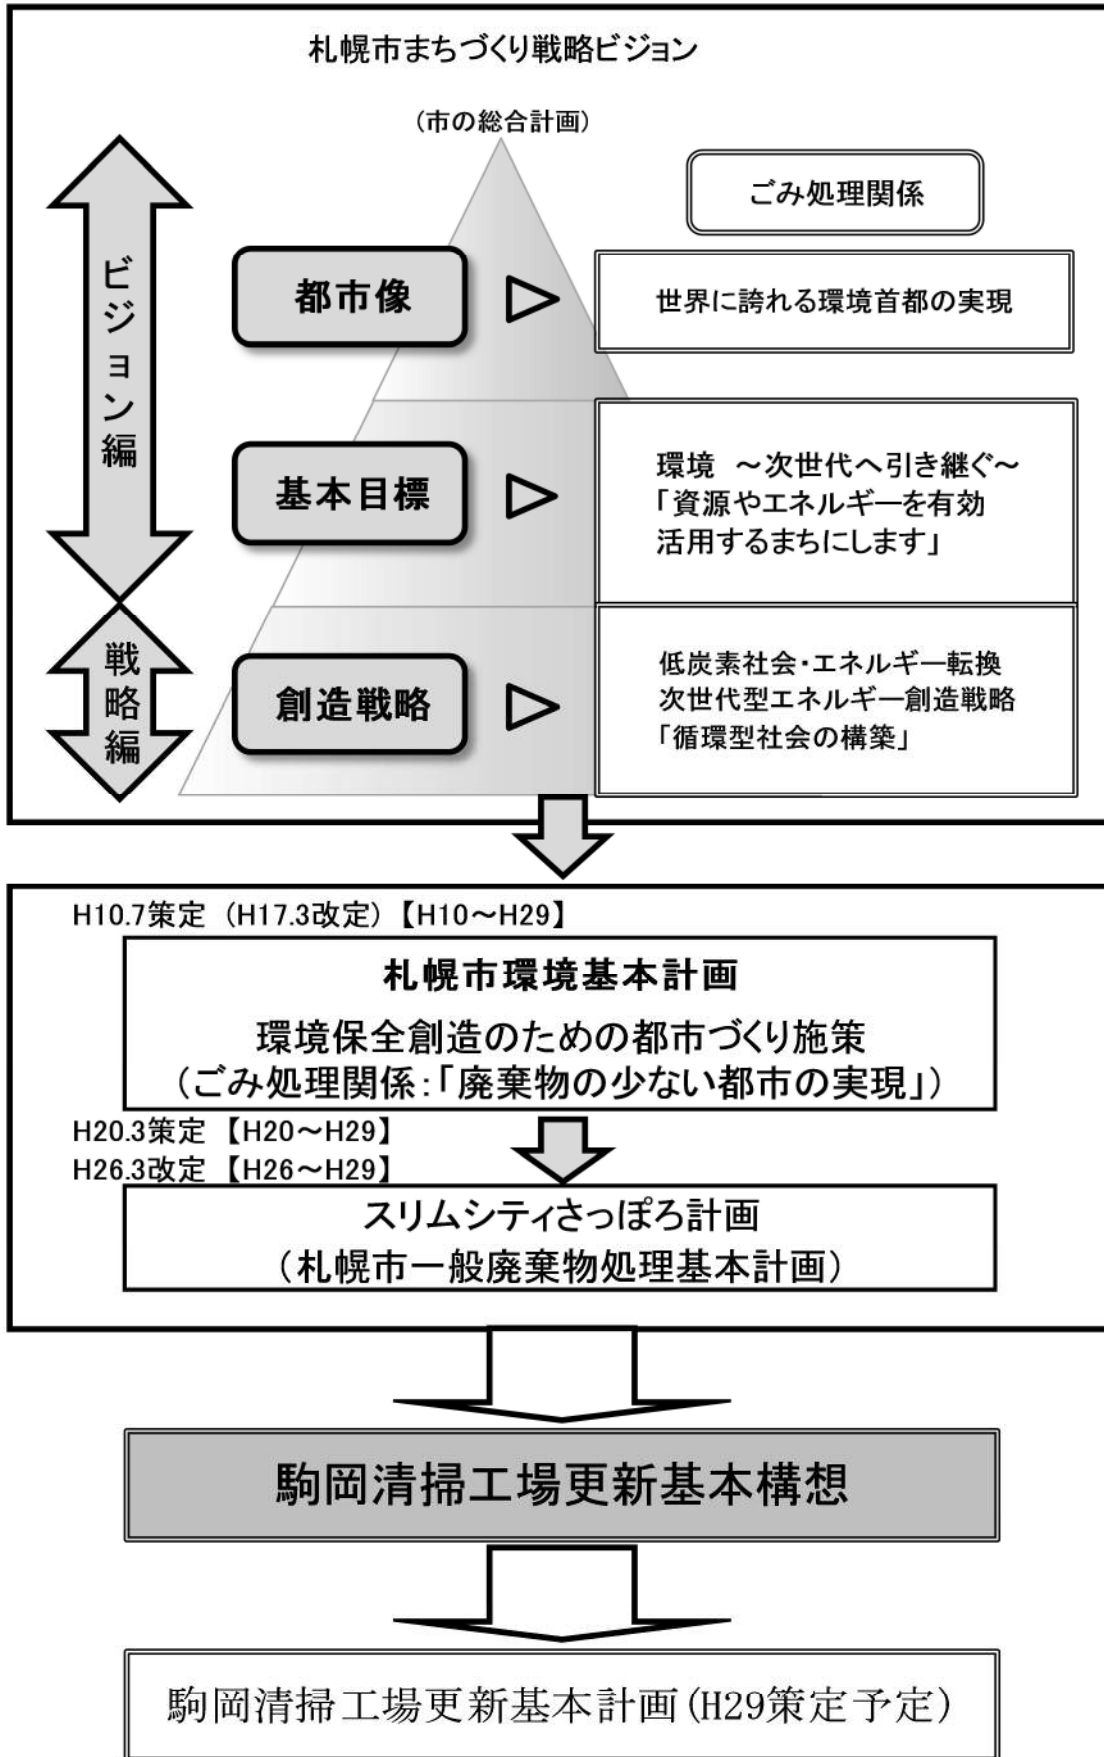 札幌市まちづくり戦略ビジョン
(市の総合計画)
ごみ処理関係
ビジョン編
都市像
世界に誇れる環境首都の実現
基本目標
環境 ～次世代へ引き継ぐ～
「資源やエネルギーを有効
活用するまちにします」
戦略編
創造戦略
低炭素社会・エネルギー転換
次世代型エネルギー創造戦略
「循環型社会の構築」
H10.7策定 (H17.3改定) 【H10～H29】
札幌市環境基本計画
環境保全創造のための都市づくり施策
(ごみ処理関係:「廃棄物の少ない都市の実現」)
H20.3策定 【H20～H29】
H26.3改定 【H26～H29】
スリムシティさっぽろ計画
(札幌市一般廃棄物処理基本計画)
駒岡清掃工場更新基本構想
駒岡清掃工場更新基本計画(H29策定予定)